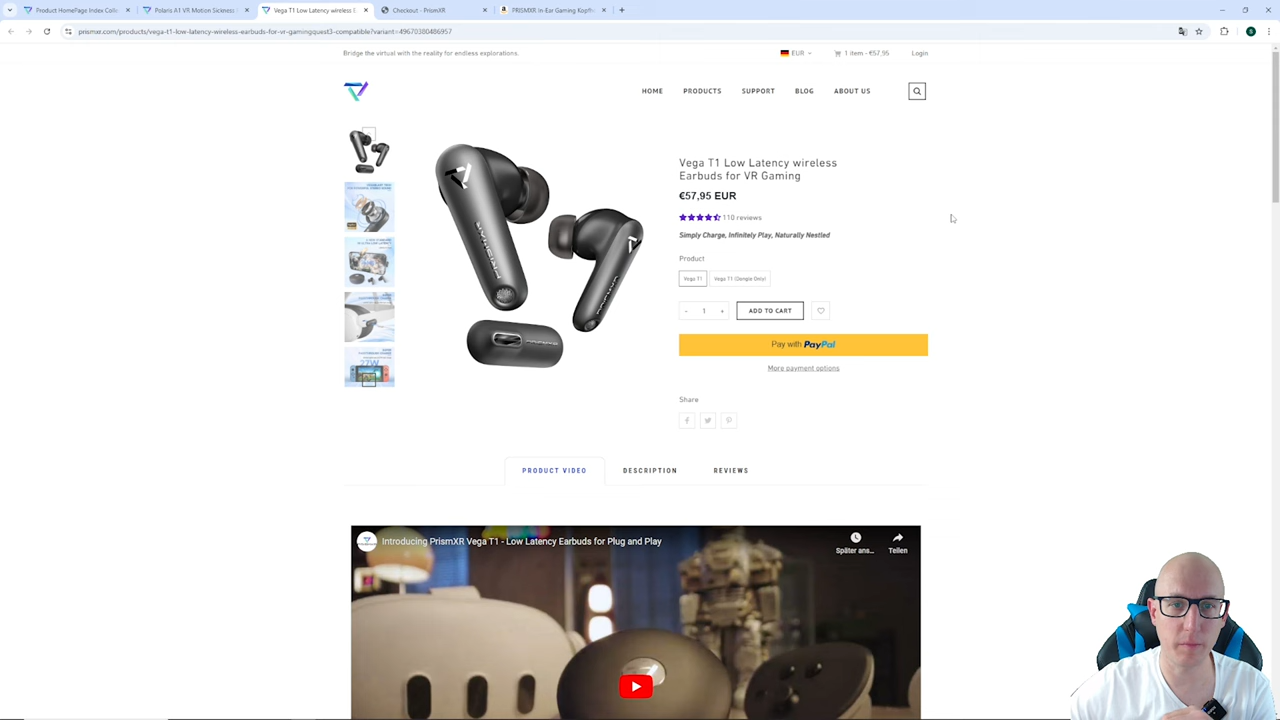 Product HomePage Index Colle
Polaris A1 VR Motion Sickness
Vega T1 Low Latency wireless E
Checkout - PrismXR
PRISMXR In-Ear Gaming Kopfh
prismxr.com/products/vega-t1-low-latency-wireless-earbuds-for-vr-gamingquest3-compatible?variant=49670380486957
Bridge the virtual with the reality for endless explorations.
EUR
1 item - €57,95
Login
HOME
PRODUCTS
SUPPORT
BLOG
ABOUT US
Vega T1 Low Latency wireless
Earbuds for VR Gaming
€57,95 EUR
110 reviews
Simply Charge, Infinitely Play, Naturally Nestled
Product
Vega T1
Vega T1 (Dongle Only)
- 1 +
ADD TO CART
27W
Pay with PayPal
More payment options
Share
PRODUCT VIDEO
DESCRIPTION
REVIEWS
Introducing PrismXR Vega T1 - Low Latency Earbuds for Plug and Play
Später ans...
Teilen